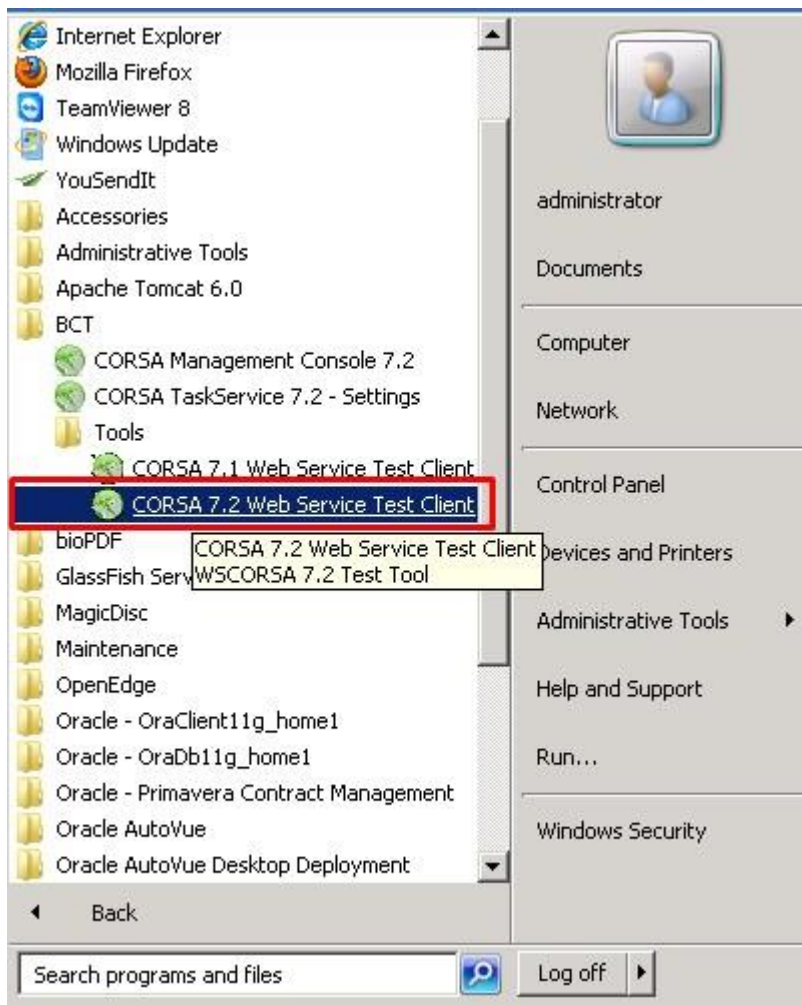 Internet Explorer
Mozilla Firefox
TeamViewer 8
Windows Update
YouSendIt
Accessories
Administrative Tools
Apache Tomcat 6.0
BCT
CORSA Management Console 7.2
CORSA TaskService 7.2 - Settings
Tools
CORSA 7.1 Web Service Test Client
CORSA 7.2 Web Service Test Client
bioPDF
CORSA 7.2 Web Service Test Client
WSCORSA 7.2 Test Tool
GlassFish Serv
MagicDisc
Maintenance
OpenEdge
Oracle - OraClient11g_home1
Oracle - OraDb11g_home1
Oracle - Primavera Contract Management
Oracle AutoVue
Oracle AutoVue Desktop Deployment
Back
Search programs and files
administrator
Documents
Computer
Network
Control Panel
Devices and Printers
Administrative Tools
Help and Support
Run...
Windows Security
Log off